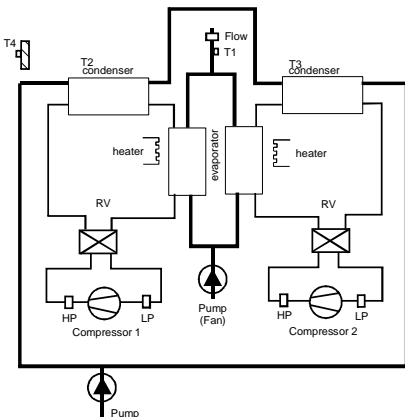 Flow
T4
T1
T2
condenser
T3
condenser
heater
evaporator
heater
RV
RV
HP
LP
Compressor 1
Pump
(Fan)
HP
LP
Compressor 2
Pump